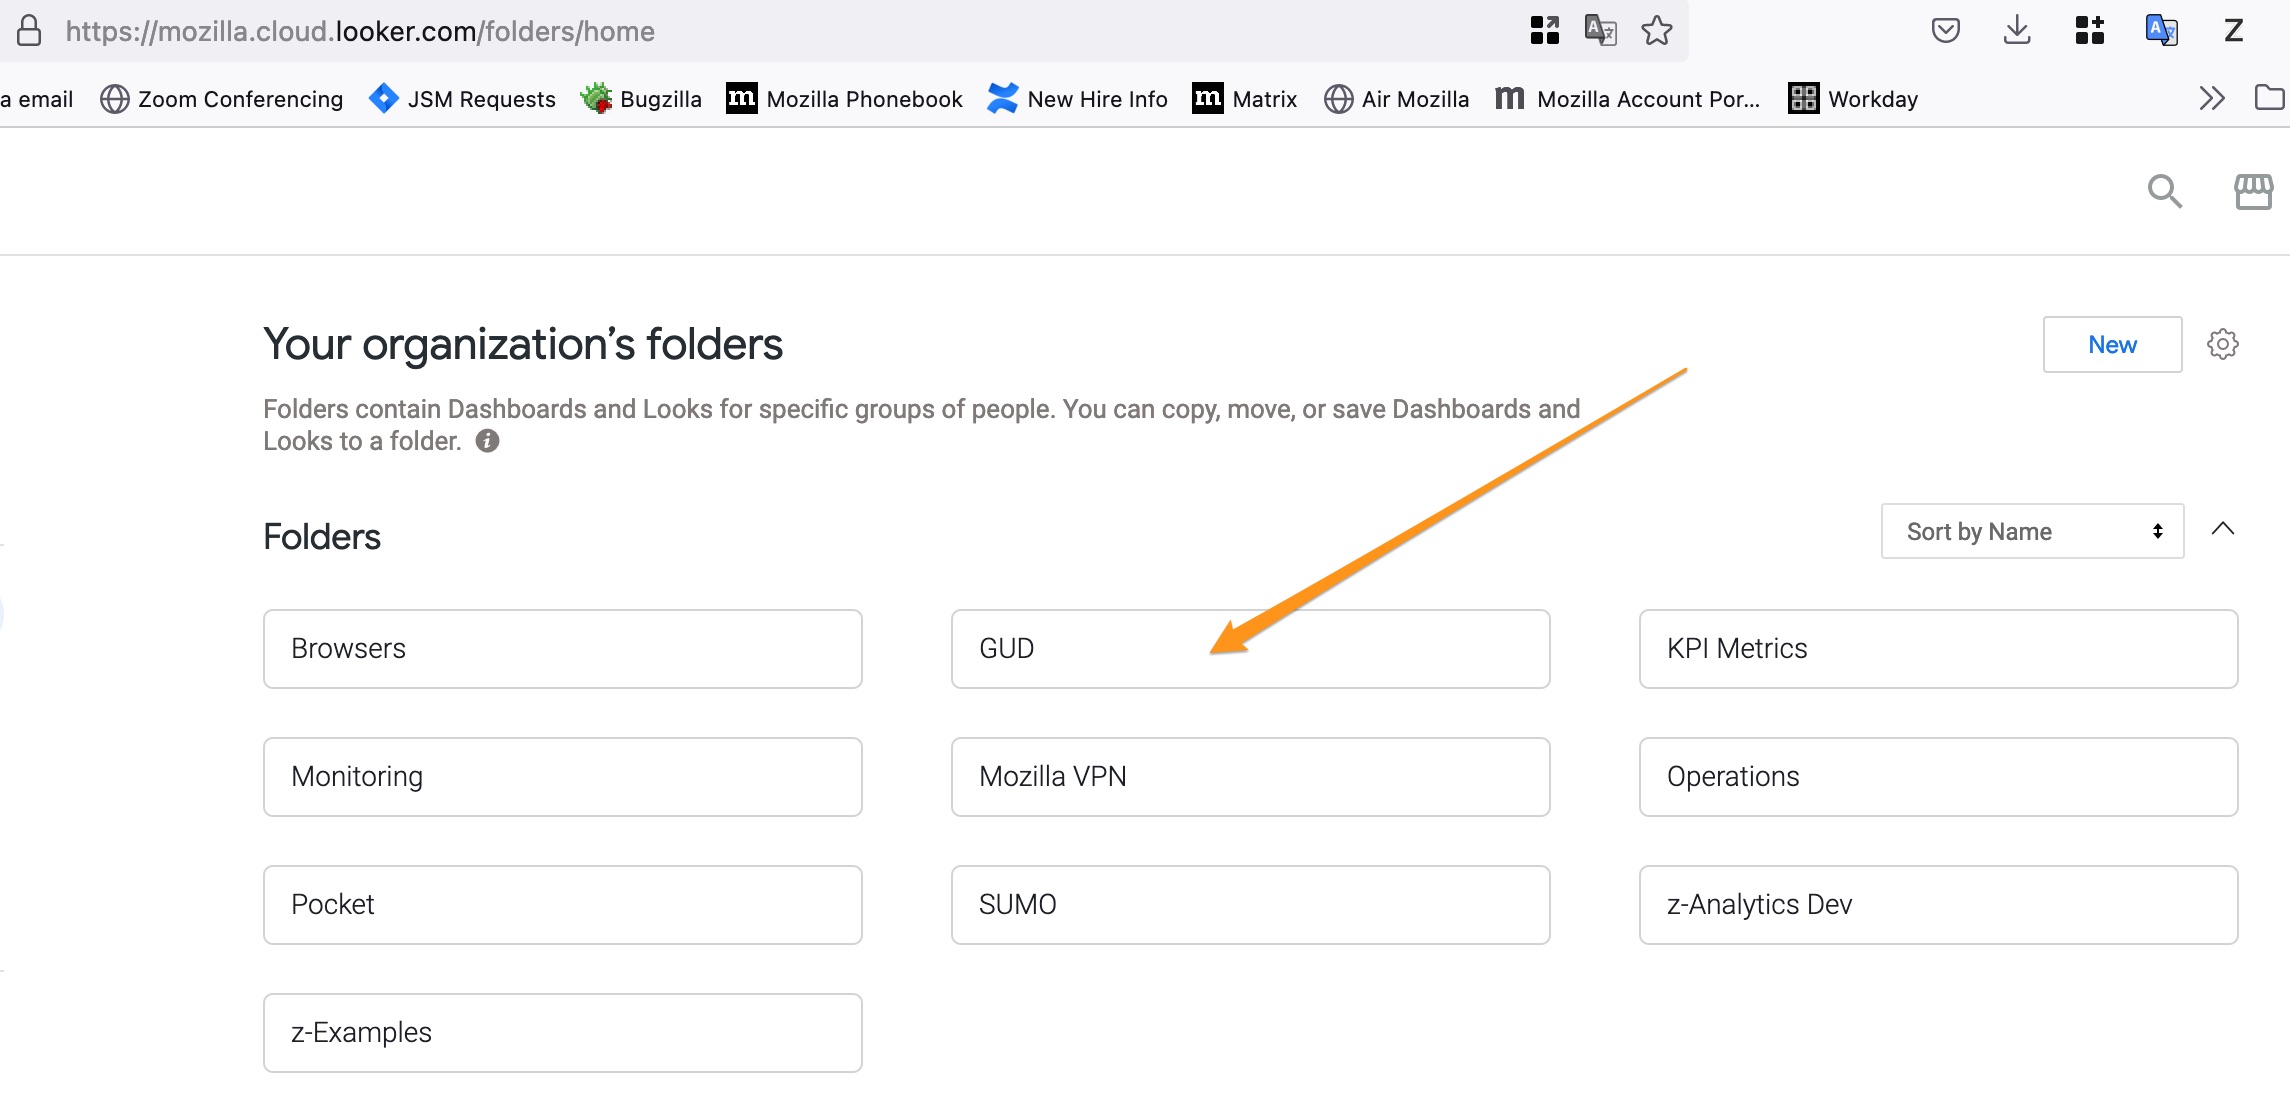 https://mozilla.cloud.looker.com/folders/home
a email Zoom Conferencing JSM Requests Bugzilla m Mozilla Phonebook New Hire Info m Matrix Air Mozilla m Mozilla Account Por... Workday
Your organization’s folders
New
Folders contain Dashboards and Looks for specific groups of people. You can copy, move, or save Dashboards and
Looks to a folder.
Folders
Sort by Name
Browsers
GUD
KPI Metrics
Monitoring
Mozilla VPN
Operations
Pocket
SUMO
z-Analytics Dev
z-Examples